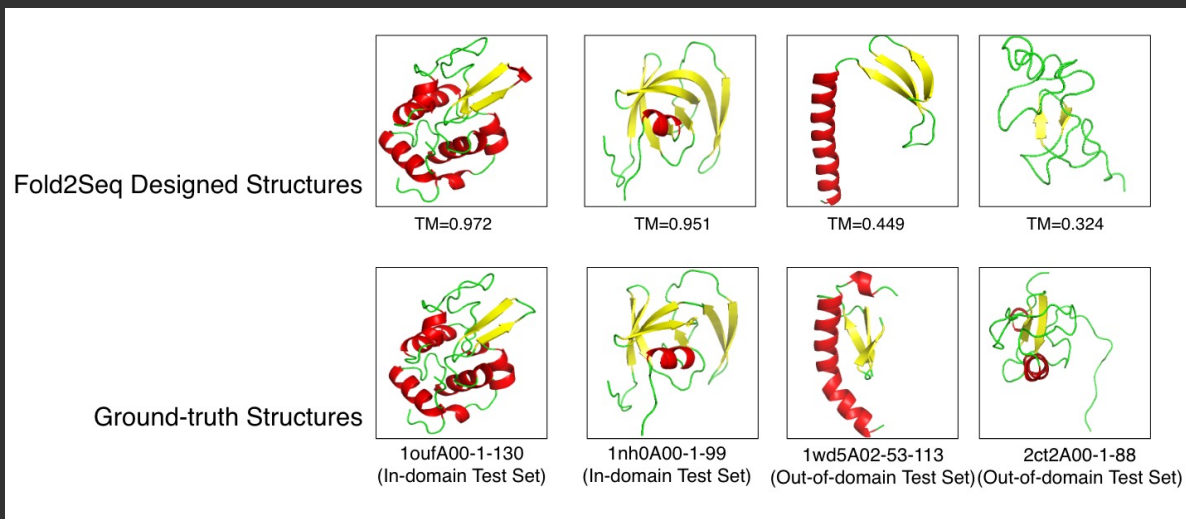 Fold2Seq Designed Structures
TM=0.972
TM=0.951
TM=0.449
TM=0.324
Ground-truth Structures
1oufA00-1-130
(In-domain Test Set)
1nh0A00-1-99
(In-domain Test Set)
1wd5A02-53-113
(Out-of-domain Test Set)
2ct2A00-1-88
(Out-of-domain Test Set)